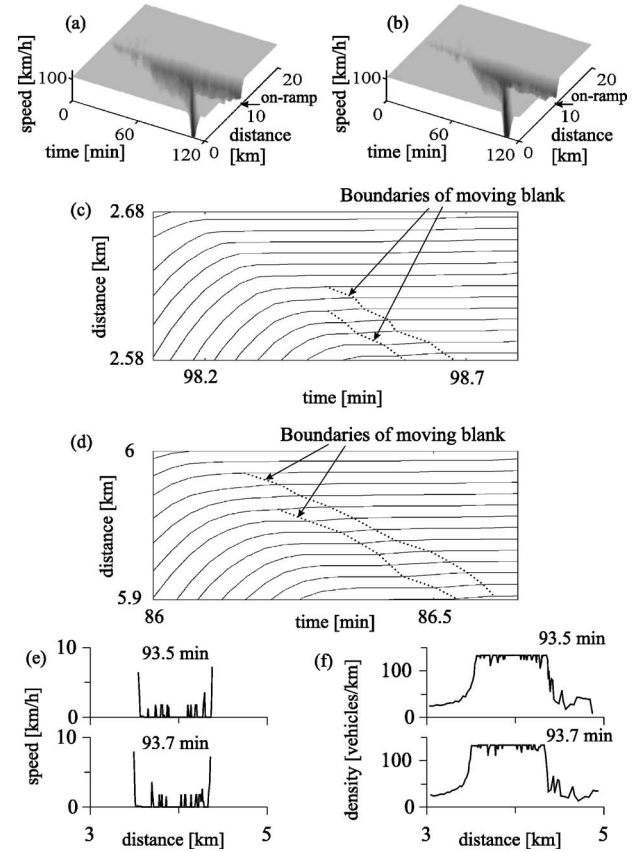 (a)
speed [km/h]
100
0
60
120
time [min]
0
10
20
on-ramp
distance
[km]
(b)
speed [km/h]
100
0
60
120
time [min]
0
10
20
on-ramp
distance
[km]
(c)
Boundaries of moving blank
distance [km]
2.68
2.58
98.2
98.7
time [min]
(d)
Boundaries of moving blank
distance [km]
6
5.9
86
86.5
time [min]
(e)
speed [km/h]
10
0
93.5 min
10
0
93.7 min
3
5
distance [km]
(f)
density [vehicles/km]
100
0
93.5 min
100
0
93.7 min
3
5
distance [km]